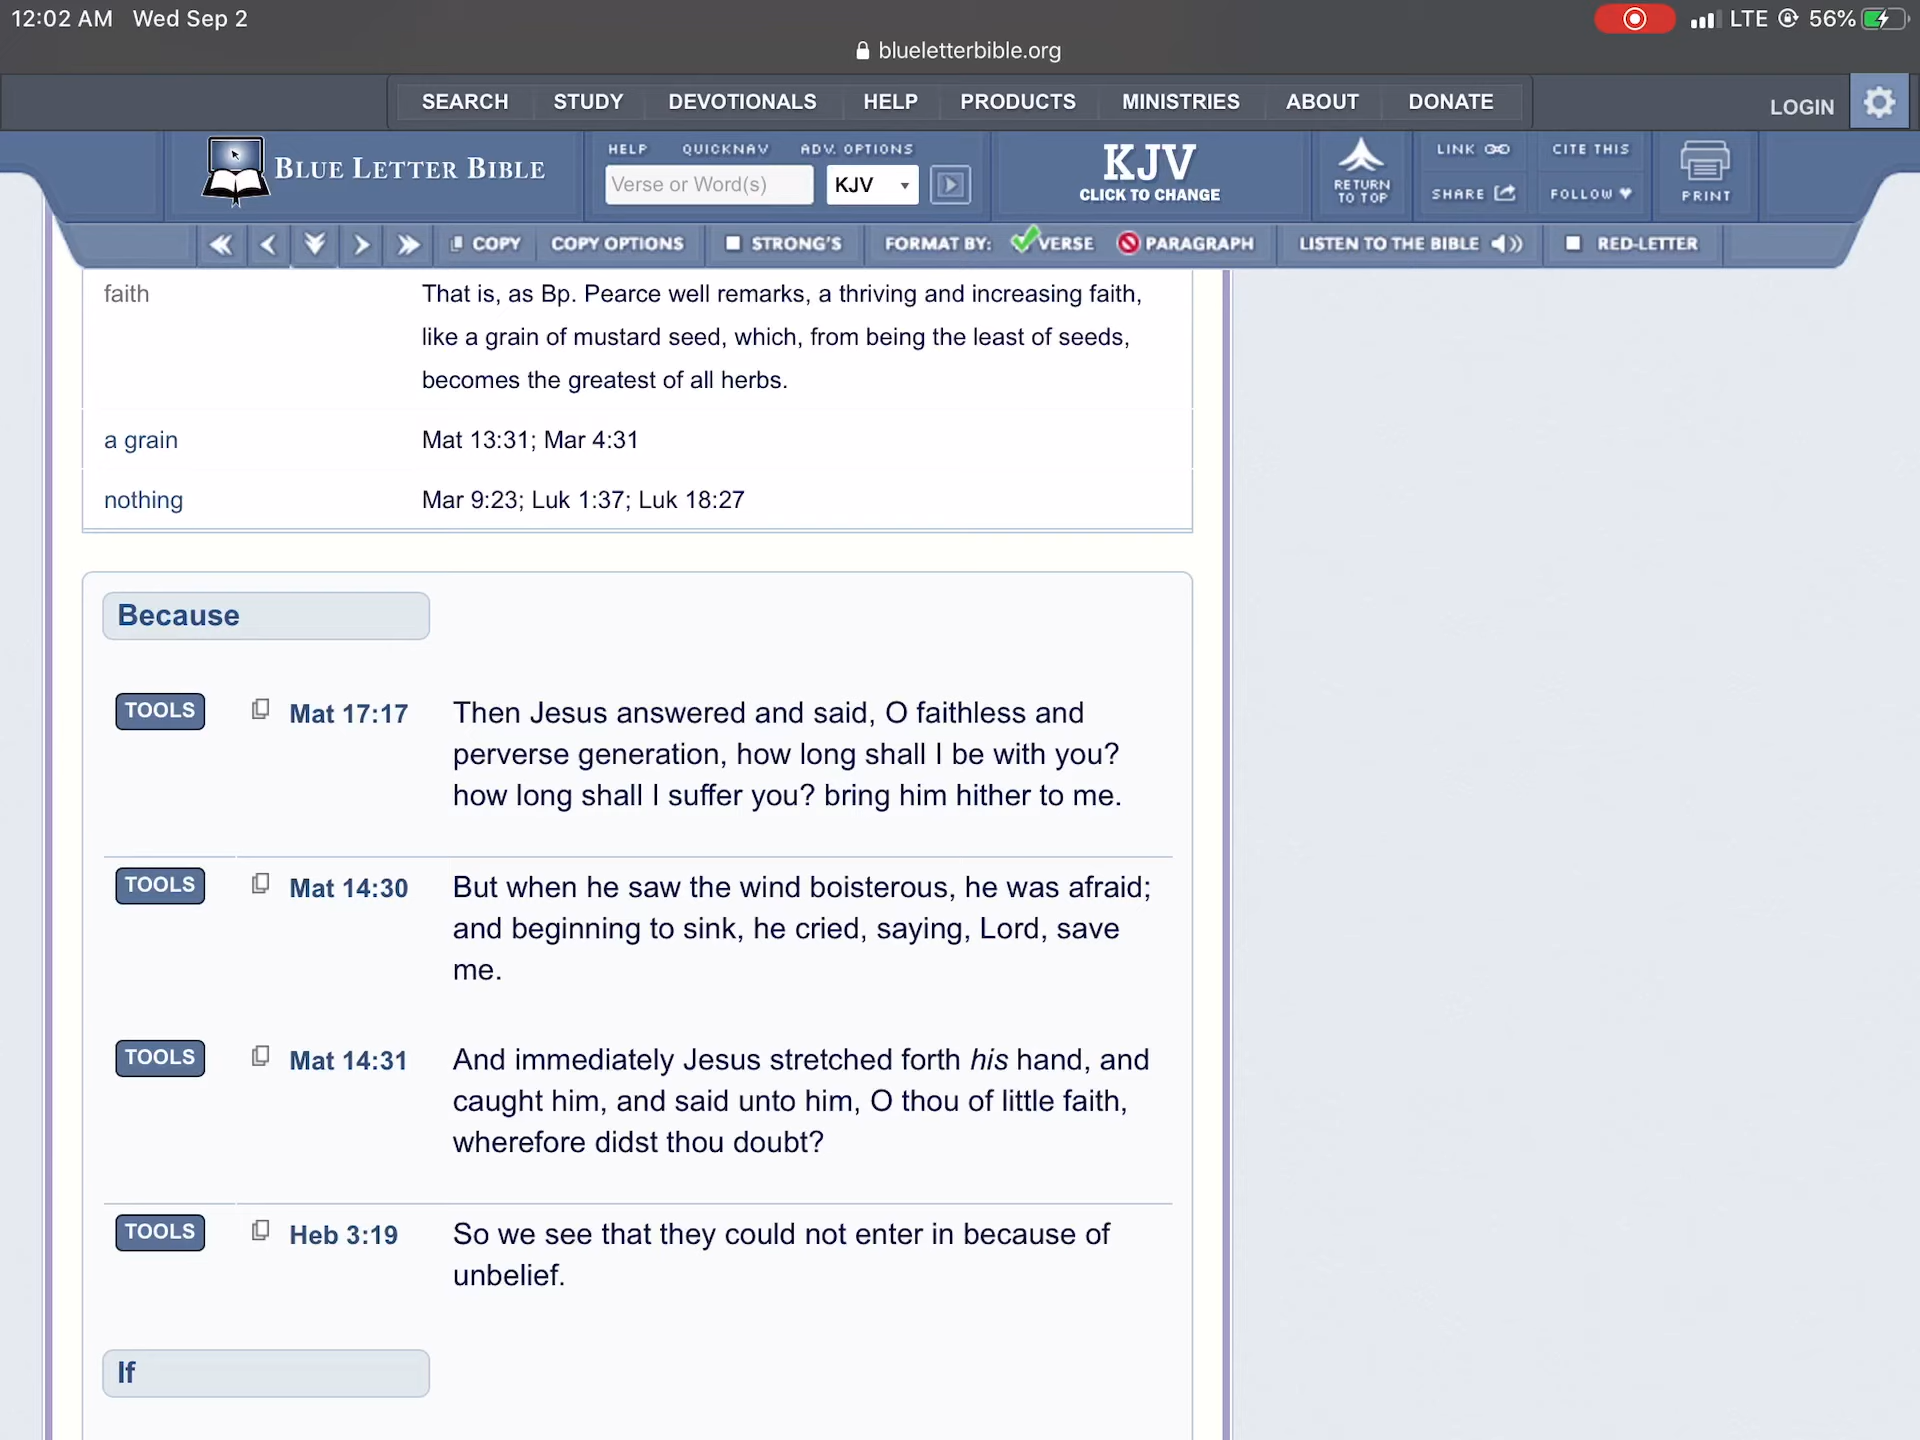 12:02 AM Wed Sep 2
LTE 56%
blueletterbible.org
SEARCH STUDY DEVOTIONALS HELP PRODUCTS MINISTRIES ABOUT DONATE
LOGIN
BLUE LETTER BIBLE
HELP QUICKNAV ADV. OPTIONS
Verse or Word(s) KJV
KJV
CLICK TO CHANGE
RETURN
TO TOP
LINK CITE THIS
SHARE FOLLOW
PRINT
COPY COPY OPTIONS STRONG'S FORMAT BY: VERSE PARAGRAPH LISTEN TO THE BIBLE RED-LETTER
faith That is, as Bp. Pearce well remarks, a thriving and increasing faith,
like a grain of mustard seed, which, from being the least of seeds,
becomes the greatest of all herbs.
a grain Mat 13:31; Mar 4:31
nothing Mar 9:23; Luk 1:37; Luk 18:27
Because
TOOLS Mat 17:17 Then Jesus answered and said, O faithless and
perverse generation, how long shall I be with you?
how long shall I suffer you? bring him hither to me.
TOOLS Mat 14:30 But when he saw the wind boisterous, he was afraid;
and beginning to sink, he cried, saying, Lord, save
me.
TOOLS Mat 14:31 And immediately Jesus stretched forth his hand, and
caught him, and said unto him, O thou of little faith,
wherefore didst thou doubt?
TOOLS Heb 3:19 So we see that they could not enter in because of
unbelief.
If